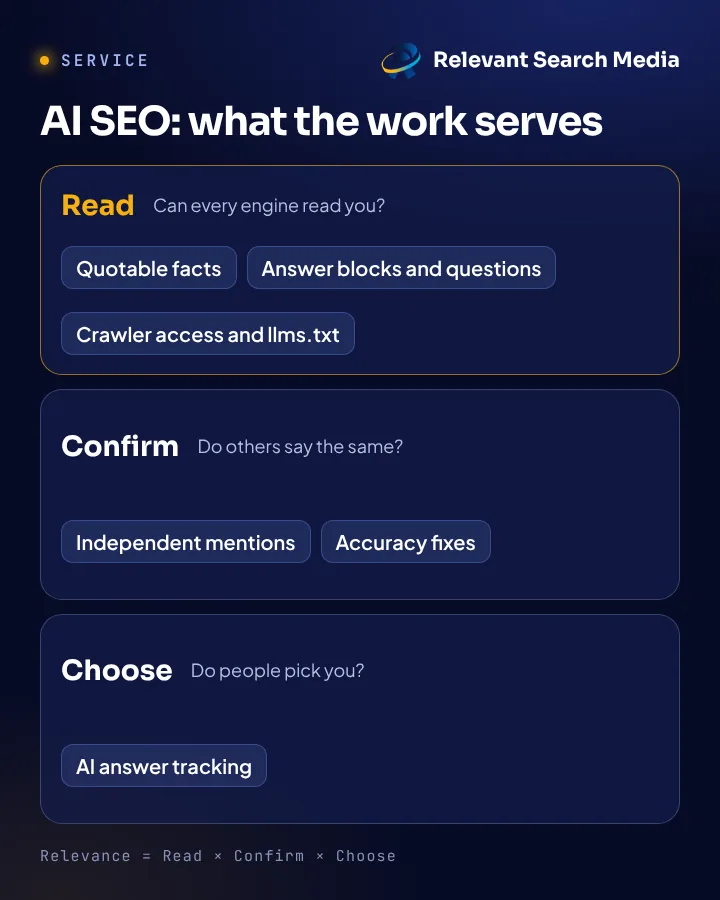 SERVICE
Relevant Search Media
AI SEO: what the work serves
Read Can every engine read you?
Quotable facts Answer blocks and questions
Crawler access and llms.txt
Confirm Do others say the same?
Independent mentions Accuracy fixes
Choose Do people pick you?
AI answer tracking
Relevance = Read × Confirm × Choose